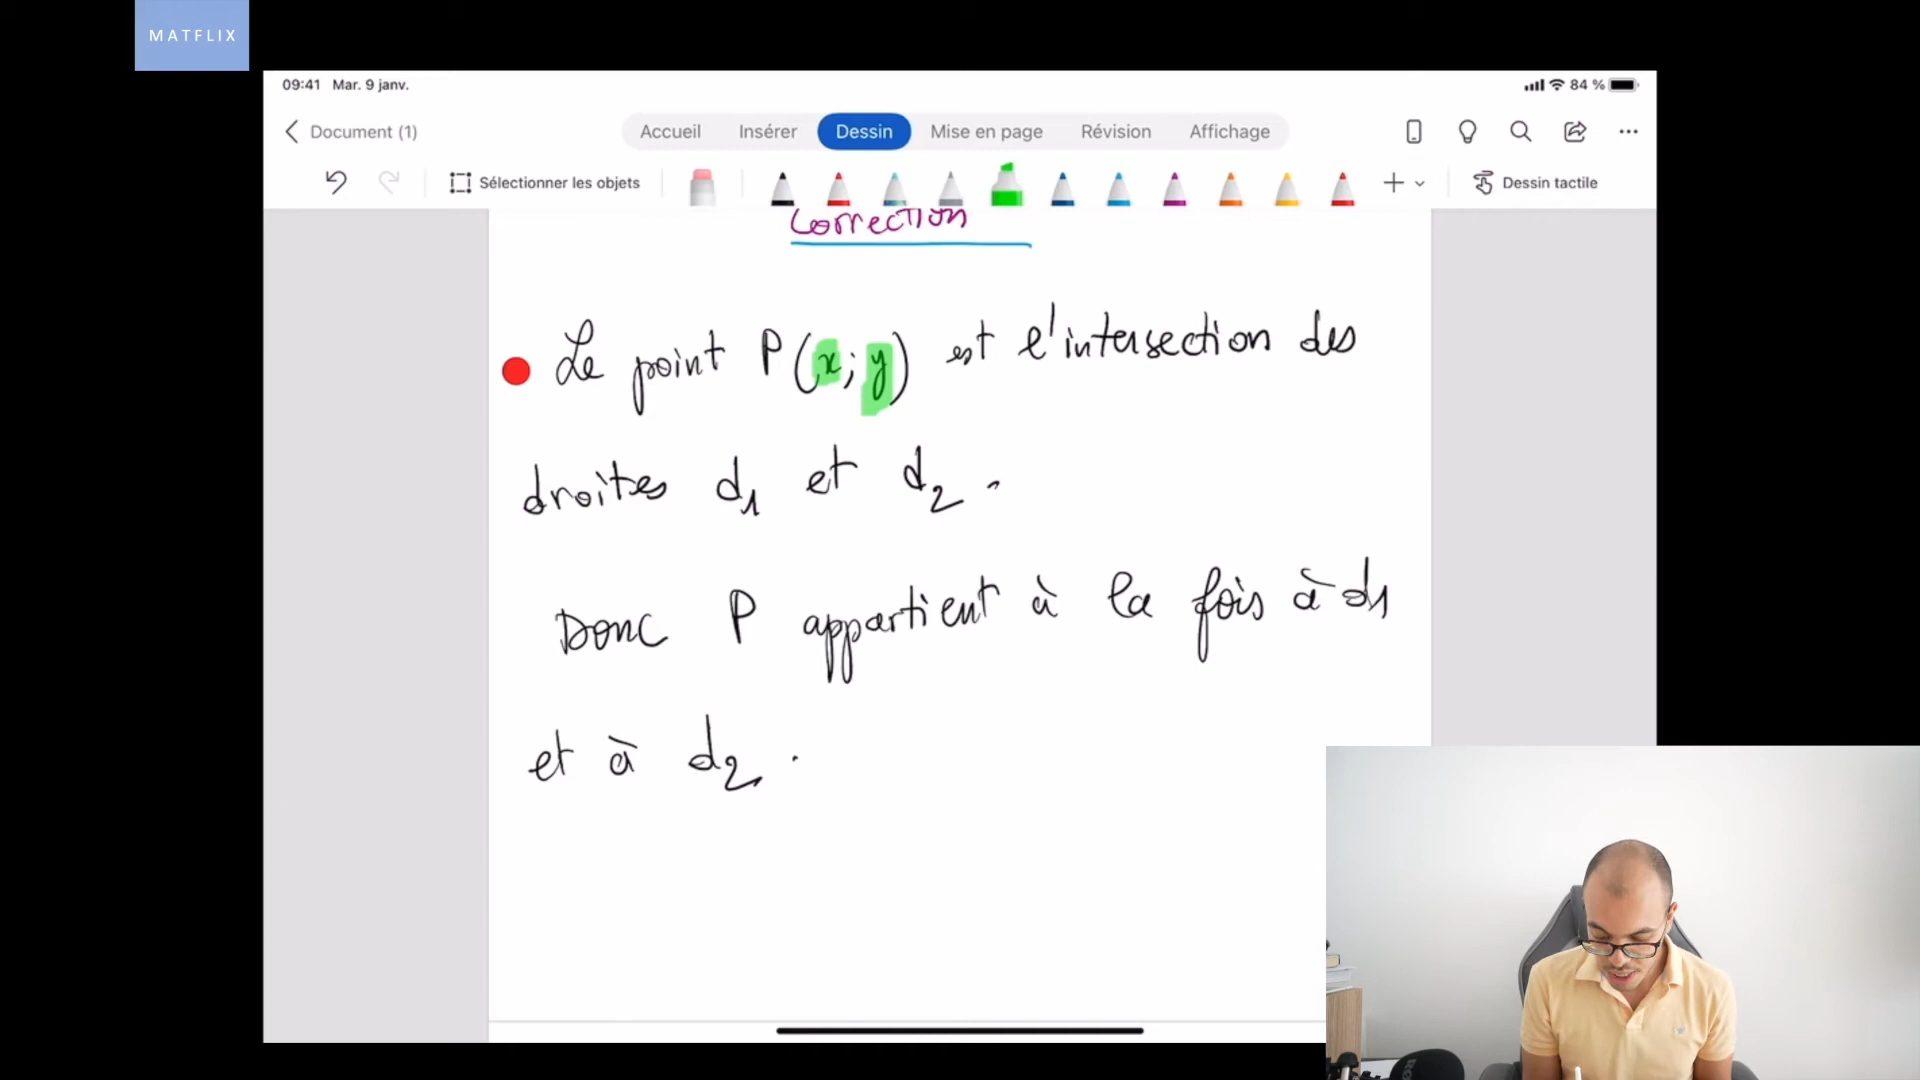 MATFLIX
09:41 Mar. 9 janv.
84 %
Document (1)
Accueil Insérer Dessin Mise en page Révision Affichage
Sélectionner les objets
Dessin tactile
Correction
Le point P(x; y) est l'intersection des
droites d1 et d2.
Donc P appartient à la fois à d1
et à d2.